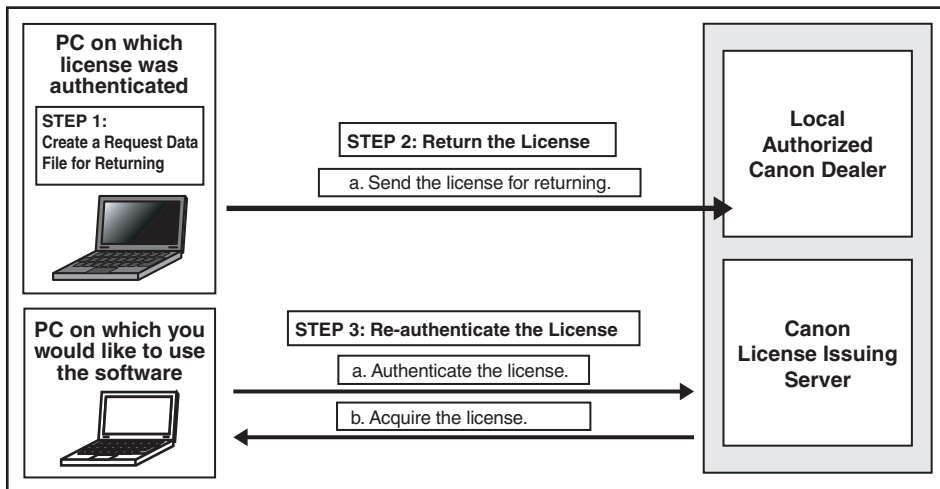 PC on which
license was
authenticated
STEP 1:
Create a Request Data
File for Returning
STEP 2: Return the License
a. Send the license for returning.
Local
Authorized
Canon Dealer
PC on which you
would like to use
the software
STEP 3: Re-authenticate the License
a. Authenticate the license.
b. Acquire the license.
Canon
License Issuing
Server